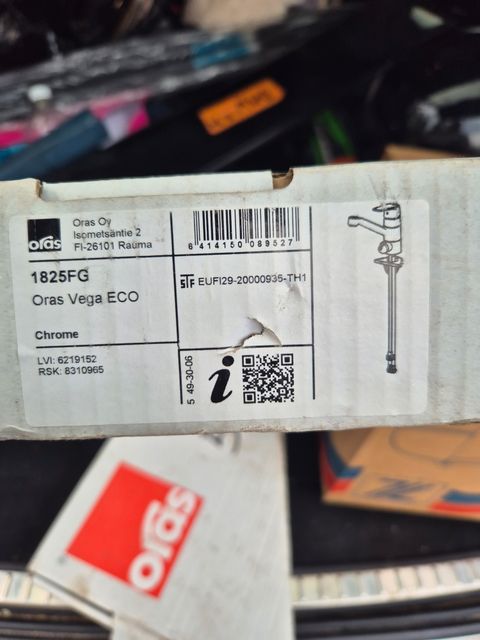 oras
Oras Oy
Isometsäntie 2
FI-26101 Rauma
1825FG
Oras Vega ECO
Chrome
LVI: 6219152
RSK: 8310965
6 414150 089527
STF EUFI29-20000935-TH1
5 49-30-06
i
oras